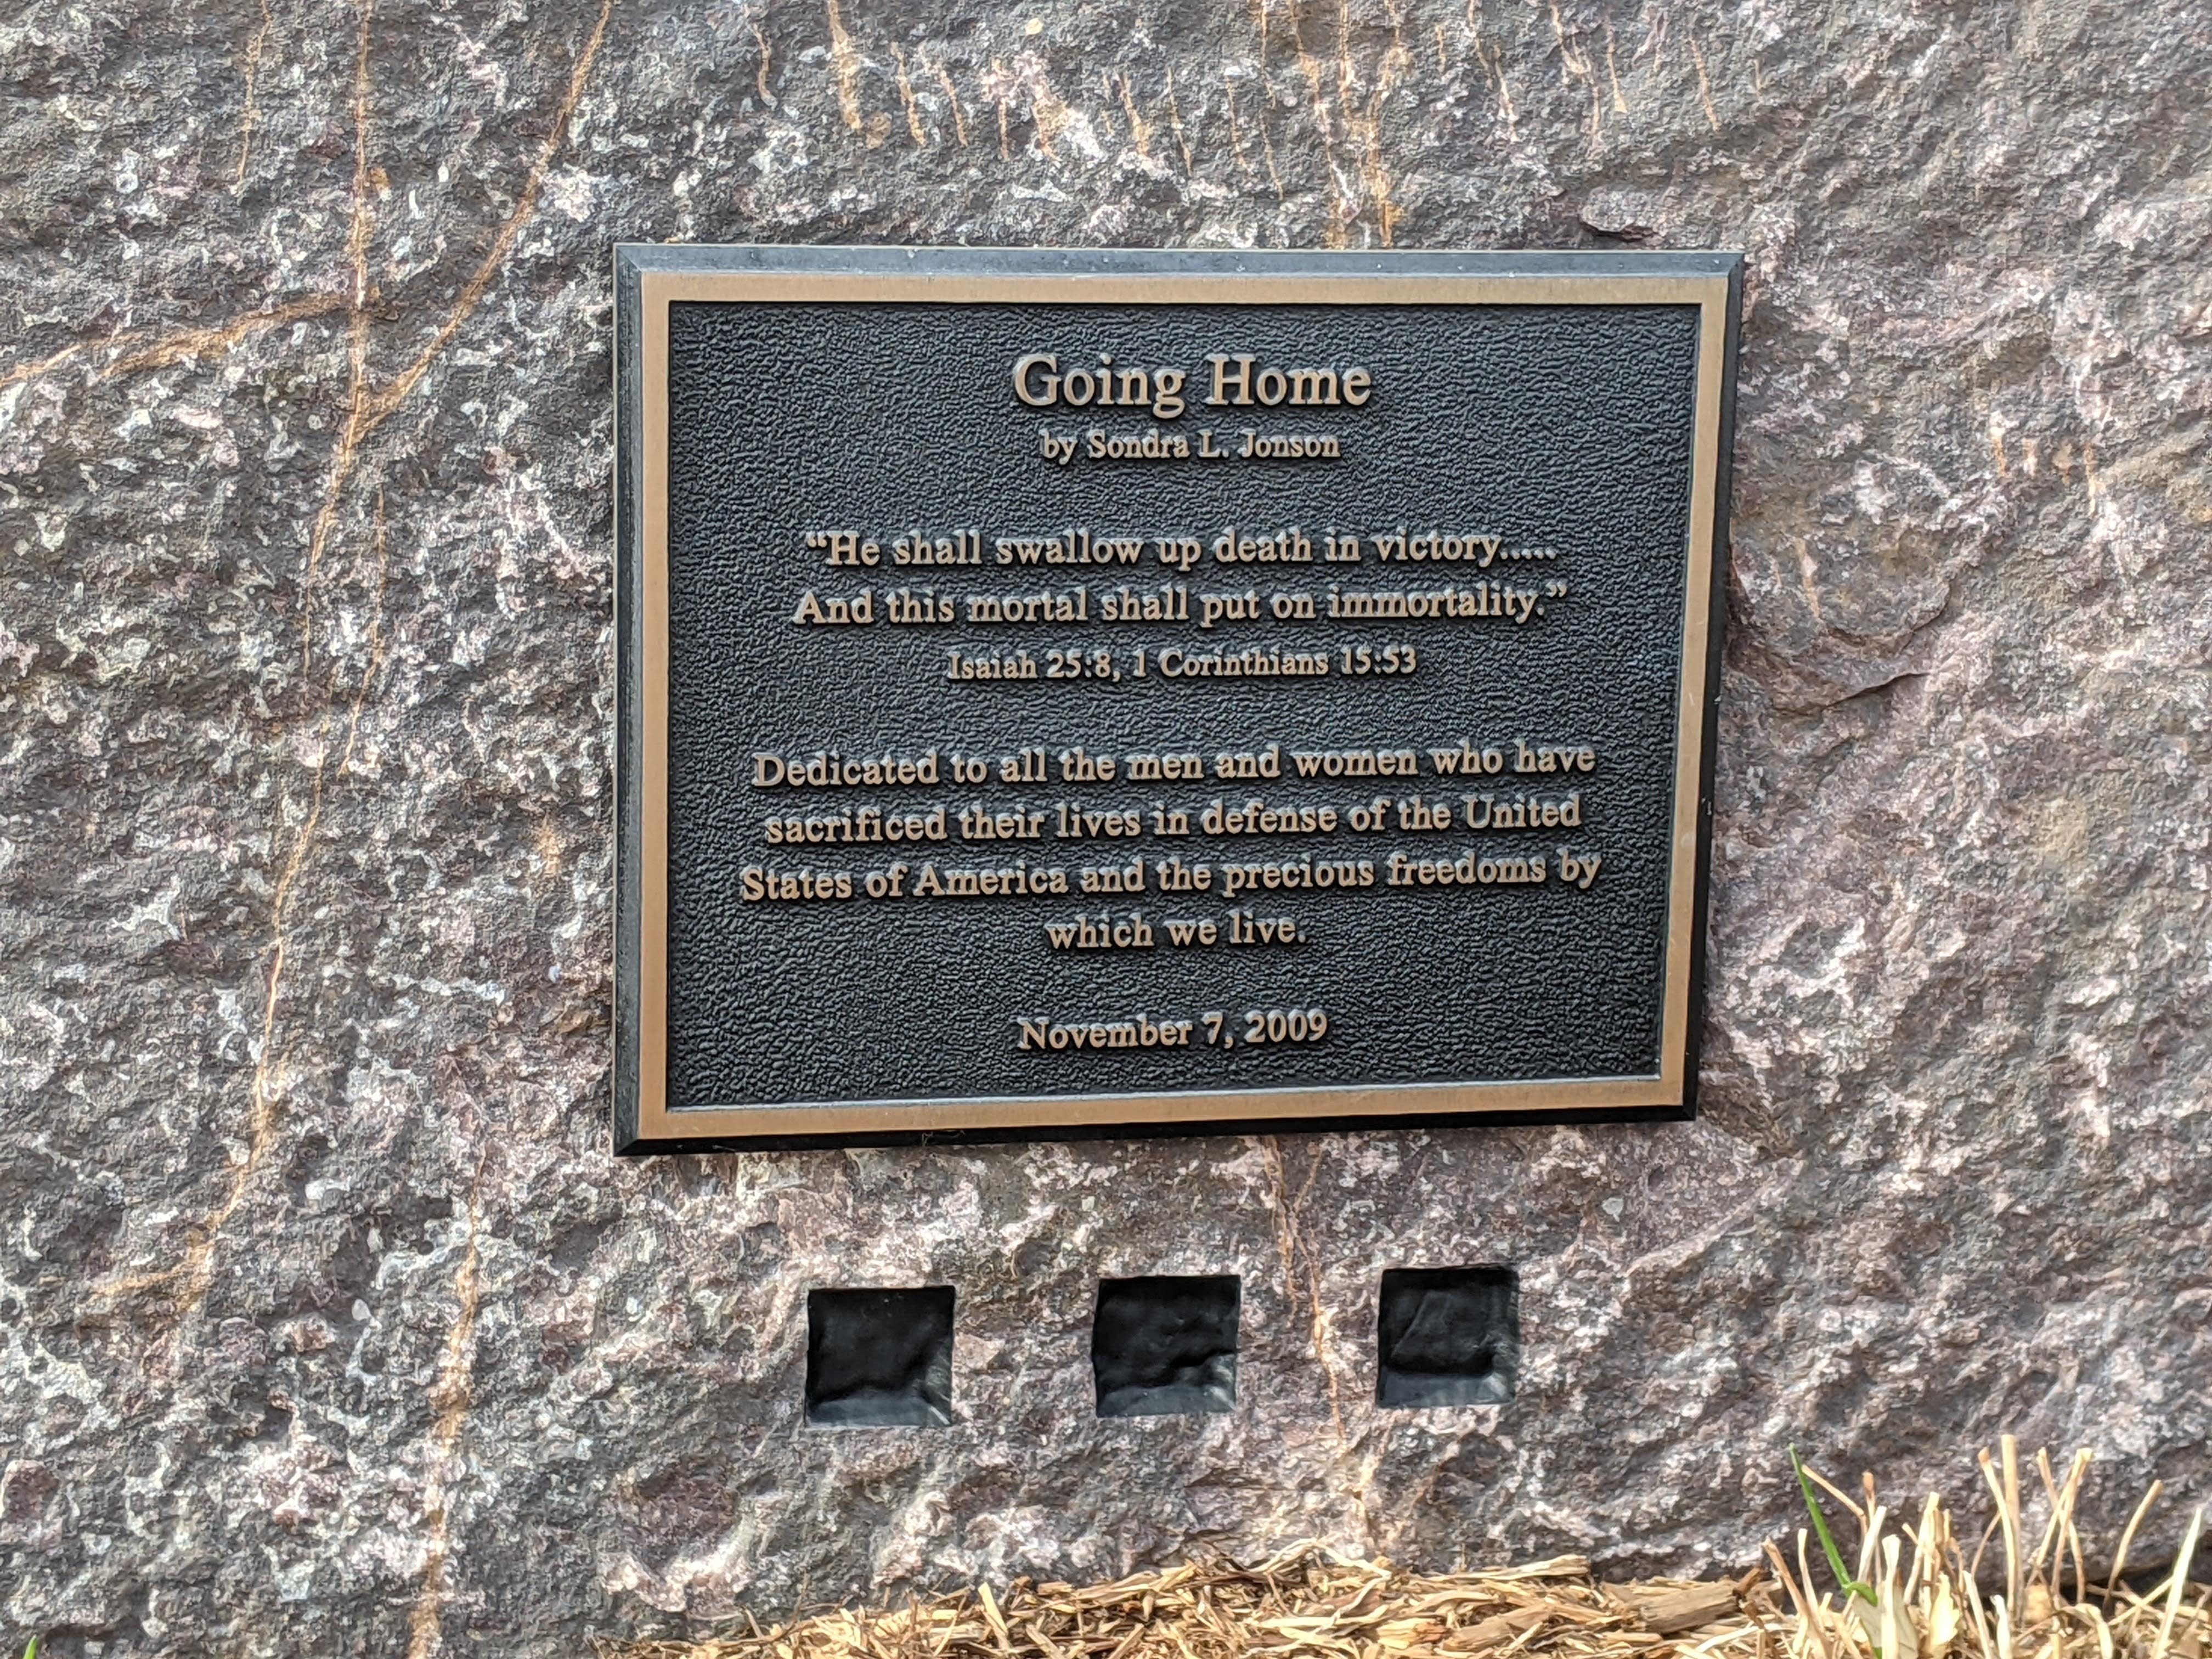 Going Home
by Sondra L. Jonson
“He shall swallow up death in victory.....
And this mortal shall put on immortality.”
Isaiah 25:8, 1 Corinthians 15:53
Dedicated to all the men and women who have
sacrificed their lives in defense of the United
States of America and the precious freedoms by
which we live.
November 7, 2009